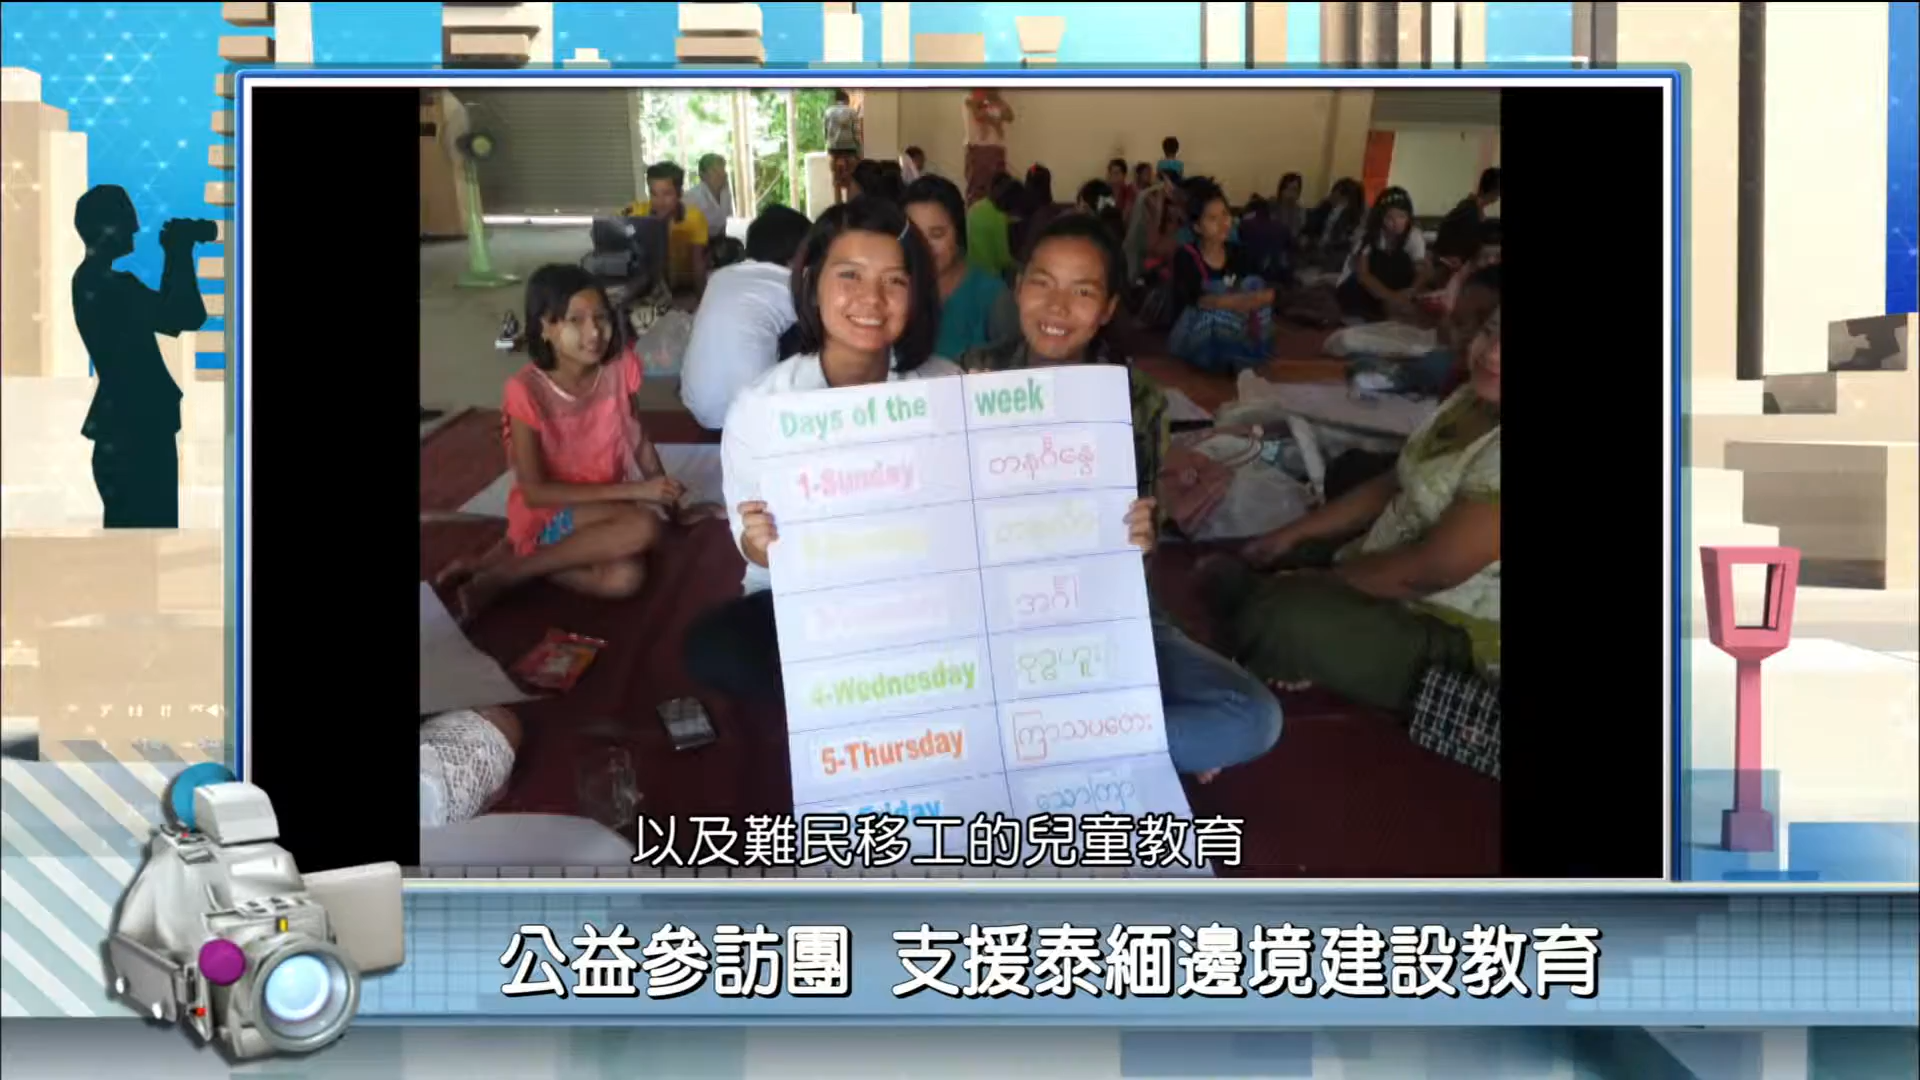 Days of the week
1-Sunday တနင်္ဂနွေ
အင်္ဂါ
4-Wednesday ဗုဒ္ဓဟူး
5-Thursday ကြာသပတေး
Friday သောကြာ
以及難民移工的兒童教育
公益參訪團 支援泰緬邊境建設教育